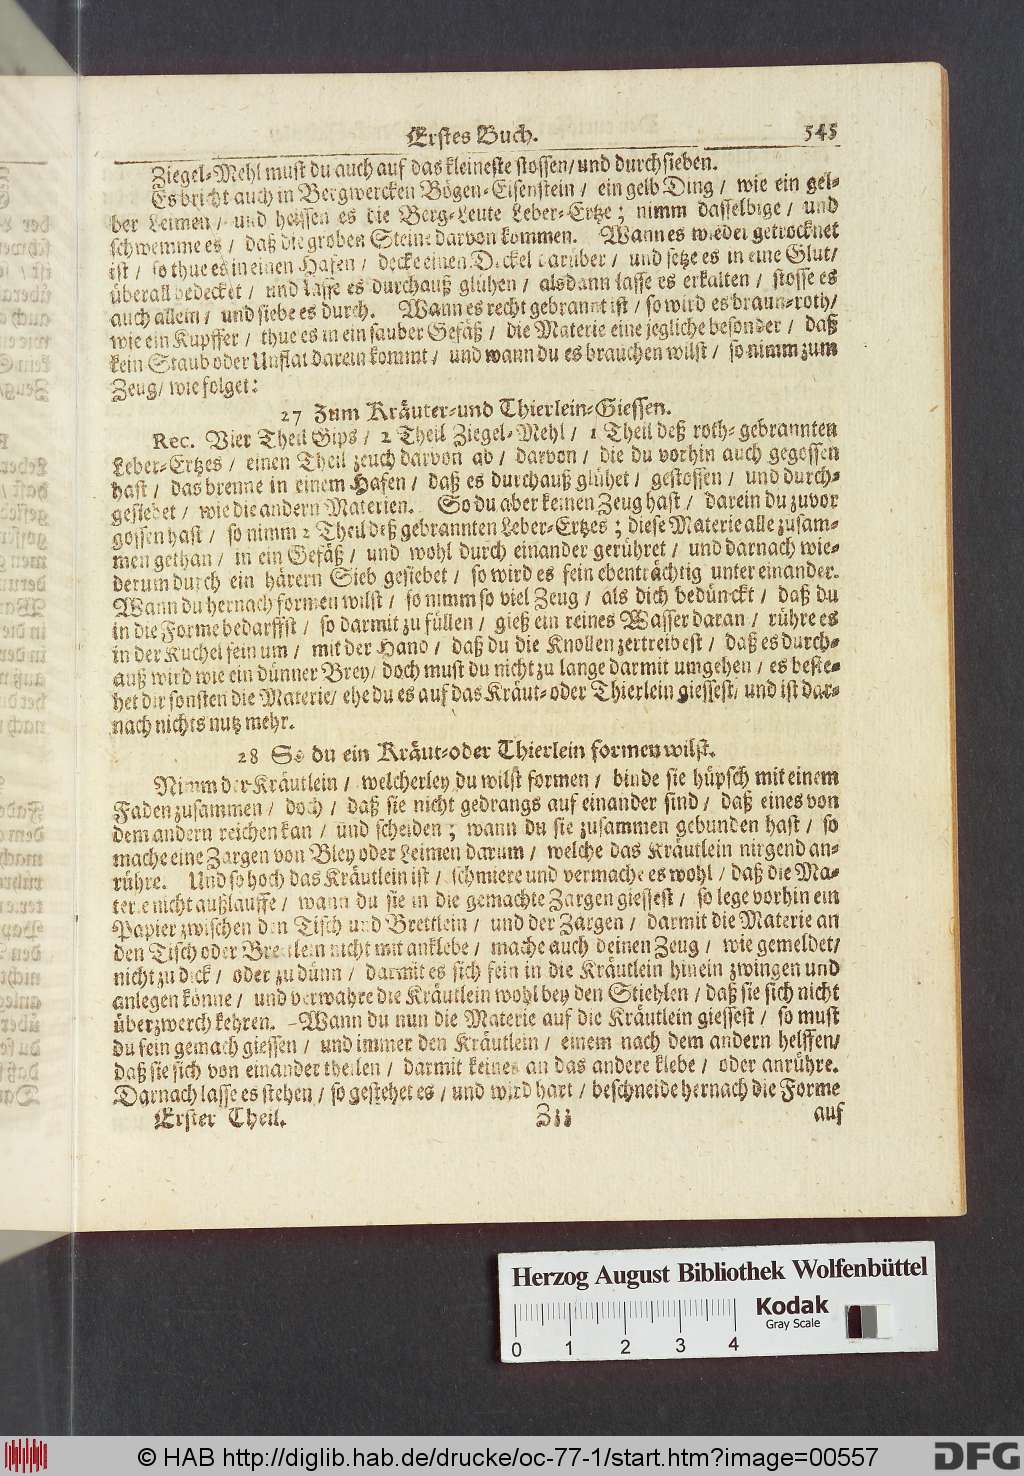 Erstes Buch. 545
Ziegel-Mehl must du auch auf das kleineste stossen/ und durchsieben.
Es bricht auch in Bergwercken Bögen-Eisenstein / ein gelb Ding / wie ein gel-
ber Leimen / und heissen es die Berg-Leute Leber-Ertze; nimm dasselbige / und
schwemme es / daß die groben Steine darvon kommen. Wann es wieder getrocknet
ist / so thue es in einen Hafen / decke einen Deckel darüber / und setze es in eine Glut/
überall bedecket / und lasse es durchauß glühen / alsdann lasse es erkalten / stosse es
auch allein / und siebe es durch. Wann es recht gebrannt ist / so wird es braun-roth/
wie ein Kupffer / thue es in ein sauber Gefäß / die Materie eine jegliche besonder / daß
kein Staub oder Unflat darein kommt / und wann du es brauchen wilst / so nimm zum
Zeug/ wie folget:
27 Zum Kräuter-und Thierlein-Giessen.
Rec. Vier Theil Gips / 2 Theil Ziegel-Mehl / 1 Theil deß roth-gebrannten
Leber-Ertzes / einen Theil zeuch darvon ab / darvon / die du vorhin auch gegossen
hast / das brenne in einem Hafen / daß es durchauß glühet / gestossen / und durch-
gesiebet / wie die andern Materien. So du aber keinen Zeug hast / darein du zuvor
gossen hast / so nimm 2 Theil deß gebrannten Leber-Ertzes; diese Materie alle zusam-
men gethan / in ein Gefäß / und wohl durch einander gerühret / und darnach wie-
derum durch ein härern Sieb gesiebet / so wird es fein ebenträchtig unter einander.
Wann du hernach formen wilst / so nimm so viel Zeug / als dich bedünckt / daß du
in die Forme bedarffst / so darmit zu füllen / gieß ein reines Wasser daran / rühre es
in der Kuchel fein um / mit der Hand / daß du die Knollen zertreibest / daß es durch-
auß wird wie ein dünner Brey/ doch must du nicht zu lange darmit umgehen / es beste-
het dir sonsten die Materie/ ehe du es auf das Kräut-oder Thierlein giessest/ und ist dar-
nach nichts nutz mehr.
28 So du ein Kräut-oder Thierlein formen wilst.
Nimm der Kräutlein / welcherley du wilst formen / binde sie hüpsch mit einem
Faden zusammen / doch / daß sie nicht gedrangs auf einander sind / daß eines von
dem andern reichen kan / und scheiden; wann du sie zusammen gebunden hast / so
mache eine Zargen von Bley oder Leimen darum / welche das Kräutlein nirgend an-
rühre. Und so hoch das Kräutlein ist / schmiere und vermache es wohl / daß die Ma-
terie nicht außlauffe / wann du sie in die gemachte Zargen giessest / so lege vorhin ein
Papier zwischen den Tisch und Brettlein / und der Zargen / darmit die Materie an
den Tisch oder Brettlein nicht mit anklebe / mache auch deinen Zeug / wie gemeldet/
nicht zu dick / oder zu dünn / darmit es sich fein in die Kräutlein hinein zwingen und
anlegen könne / und verwahre die Kräutlein wohl bey den Stiehlen / daß sie sich nicht
überzwerch kehren. Wann du nun die Materie auf die Kräutlein giessest / so must
du fein gemach giessen / und immer den Kräutlein / einem nach dem andern helffen/
daß sie sich von einander theilen / darmit keines an das andere klebe / oder anrühre.
Darnach lasse es stehen / so gestehet es / und wird hart / beschneide hernach die Forme
Erster Theil. Zzz auf
Herzog August Bibliothek Wolfenbüttel
Kodak
Gray Scale
0 1 2 3 4
© HAB http://diglib.hab.de/drucke/oc-77-1/start.htm?image=00557
DFG